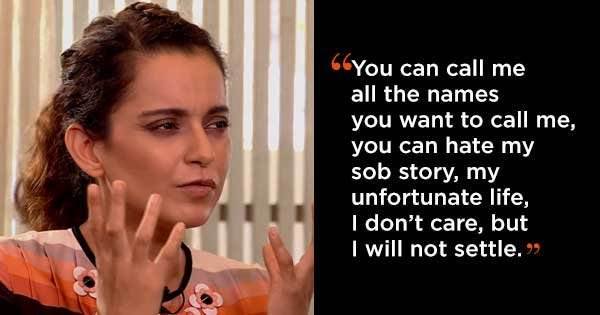 “You can call me
all the names
you want to call me,
you can hate my
sob story, my
unfortunate life,
I don’t care, but
I will not settle.”